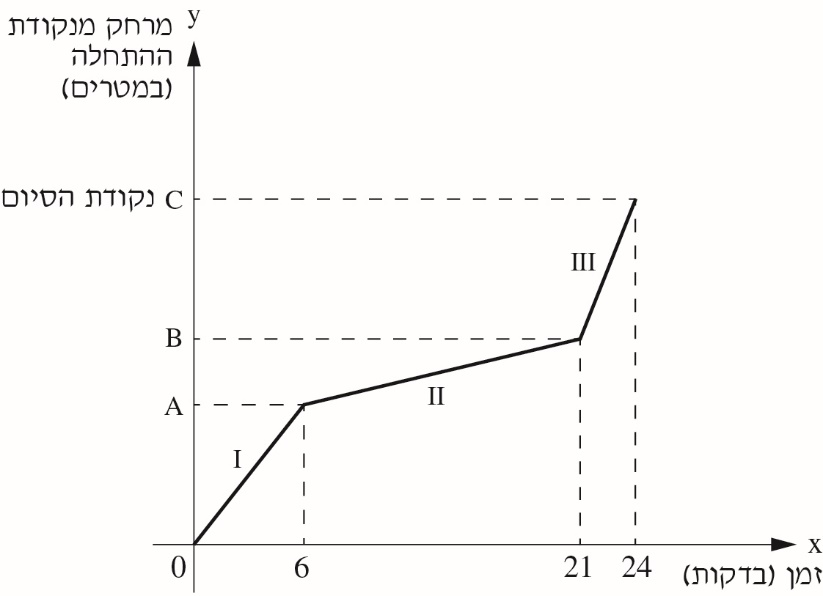 y
מרחק מנקודת
ההתחלה
(במטרים)
נקודת הסיום C
III
B
II
A
I
x
0 6 21 24
זמן (בדקות)